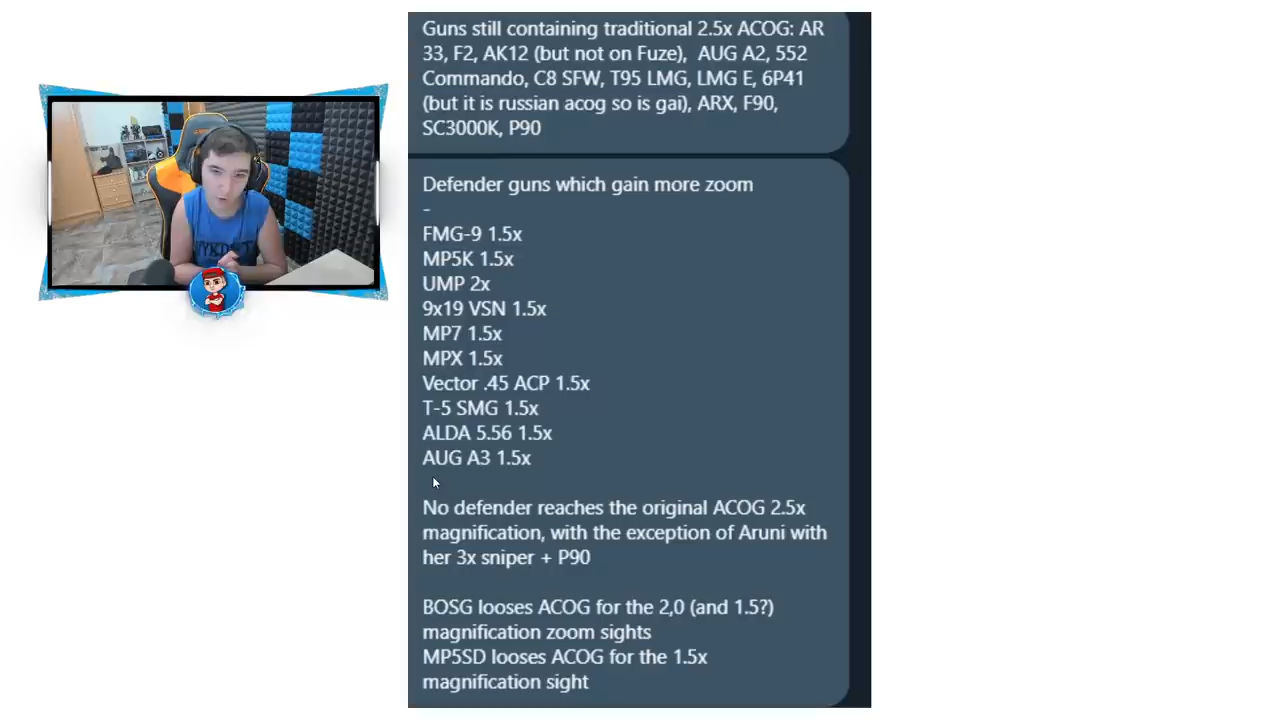 Guns still containing traditional 2.5x ACOG: AR
33, F2, AK12 (but not on Fuze), AUG A2, 552
Commando, C8 SFW, T95 LMG, LMG E, 6P41
(but it is russian acog so is gai), ARX, F90,
SC3000K, P90
Defender guns which gain more zoom
-
FMG-9 1.5x
MP5K 1.5x
UMP 2x
9x19 VSN 1.5x
MP7 1.5x
MPX 1.5x
Vector .45 ACP 1.5x
T-5 SMG 1.5x
ALDA 5.56 1.5x
AUG A3 1.5x
No defender reaches the original ACOG 2.5x
magnification, with the exception of Aruni with
her 3x sniper + P90
BOSG looses ACOG for the 2,0 (and 1.5?)
magnification zoom sights
MP5SD looses ACOG for the 1.5x
magnification sight